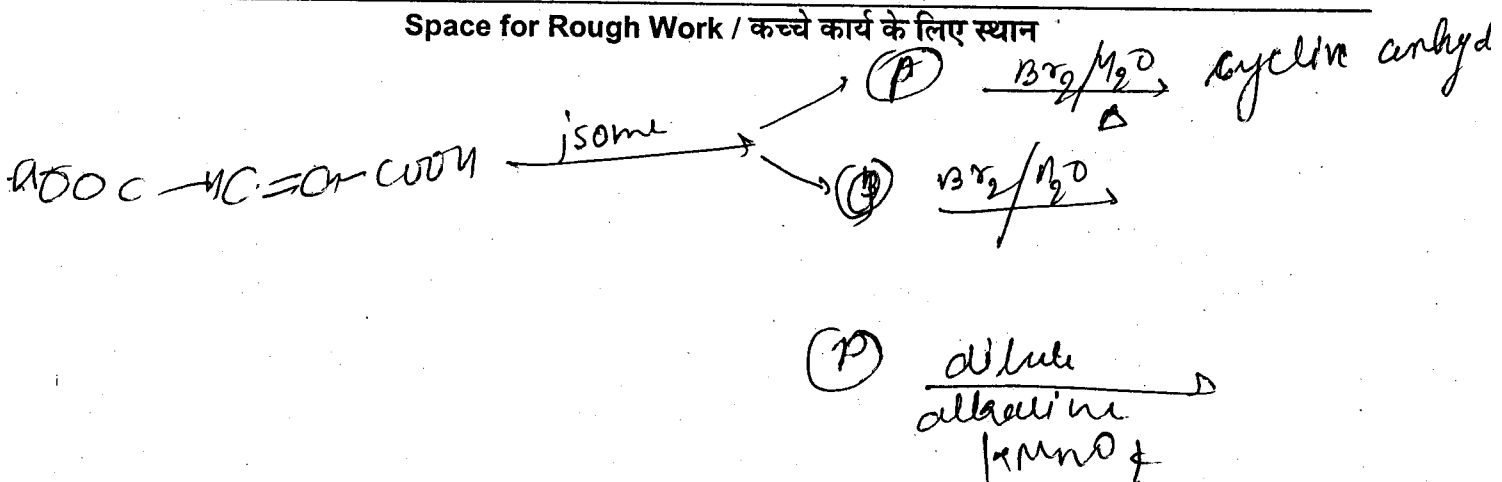 Space for Rough Work / कच्चे कार्य के लिए स्थान
P Br2/H2O Δ cyclic anhyd
HOOC-HC=CH-COOH isome
Br2/H2O
P dilute
alkaline
KMnO4